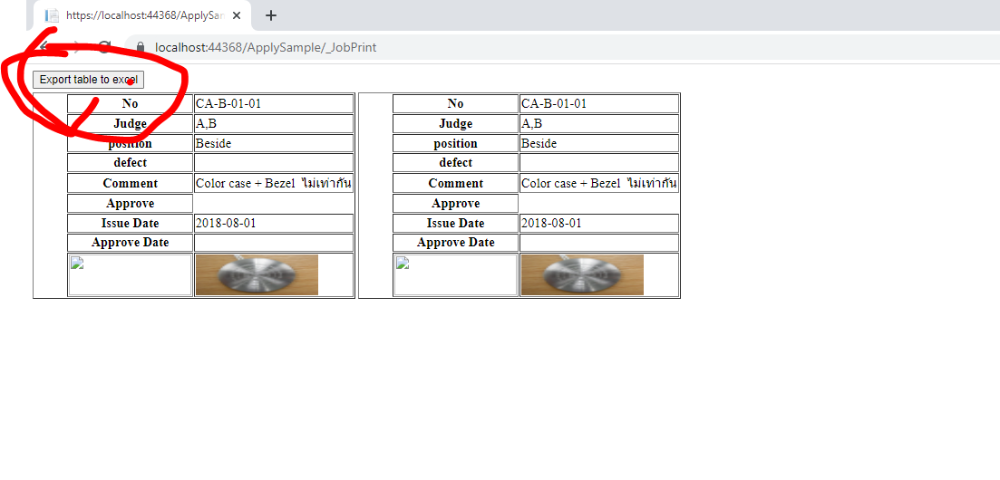 https://localhost:44368/ApplySam
localhost:44368/ApplySample/_JobPrint
Export table to excel
No CA-B-01-01 No CA-B-01-01
Judge A,B Judge A,B
position Beside position Beside
defect defect
Comment Color case + Bezel ไม่เท่ากัน Comment Color case + Bezel ไม่เท่ากัน
Approve Approve
Issue Date 2018-08-01 Issue Date 2018-08-01
Approve Date Approve Date